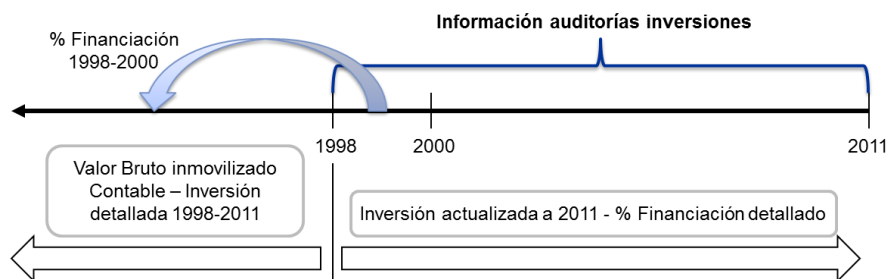 Información auditorías inversiones
% Financiación
1998-2000
1998
2000
2011
Valor Bruto inmovilizado
Contable – Inversión
detallada 1998-2011
Inversión actualizada a 2011 - % Financiación detallado